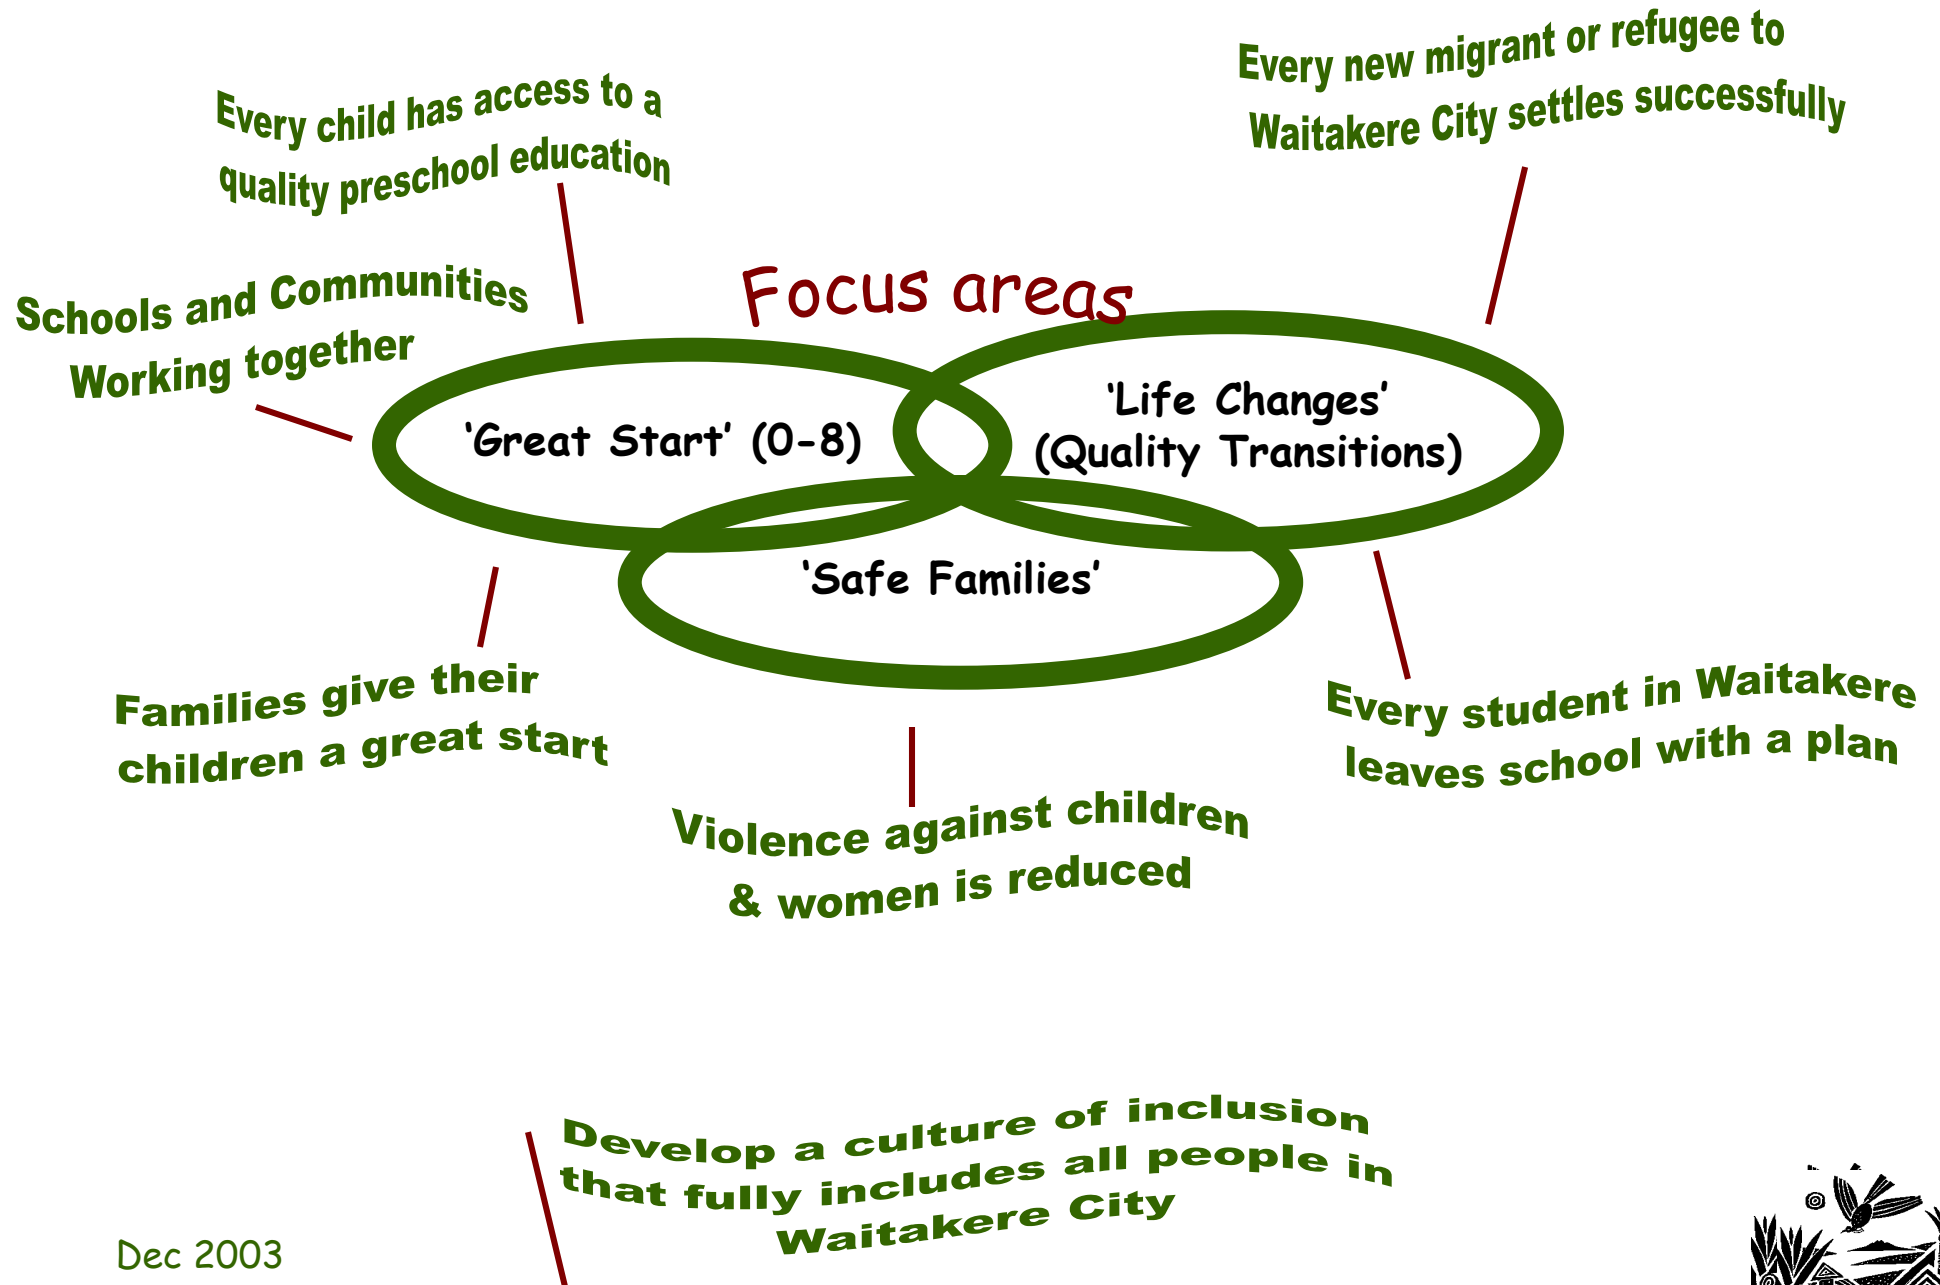 Every new migrant or refugee to
Waitakere City settles successfully
Every child has access to a
quality preschool education
Focus areas
Schools and Communities
Working together
‘Life Changes’
(Quality Transitions)
‘Great Start’ (0-8)
‘Safe Families’
Families give their
children a great start
Every student in Waitakere
leaves school with a plan
Violence against children
& women is reduced
Develop a culture of inclusion
that fully includes all people in
Waitakere City
Dec 2003